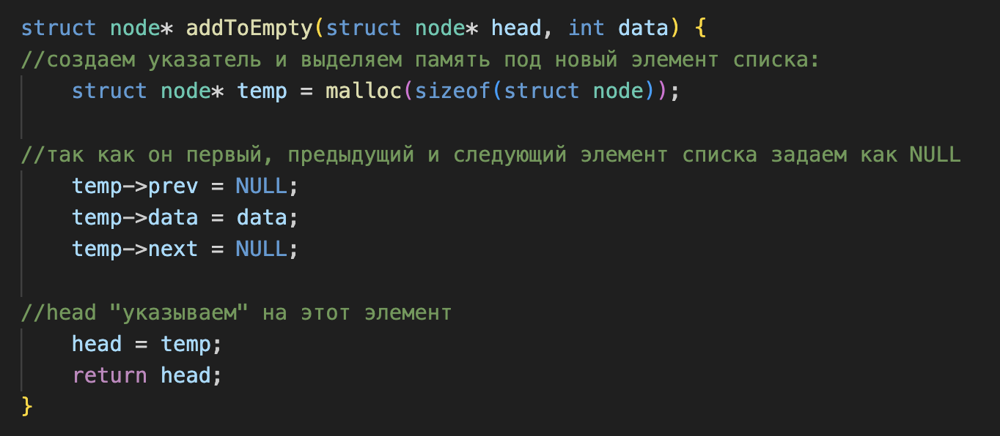 struct node* addToEmpty(struct node* head, int data) {
//создаем указатель и выделяем память под новый элемент списка:
struct node* temp = malloc(sizeof(struct node));
//так как он первый, предыдущий и следующий элемент списка задаем как NULL
temp->prev = NULL;
temp->data = data;
temp->next = NULL;
//head "указываем" на этот элемент
head = temp;
return head;
}